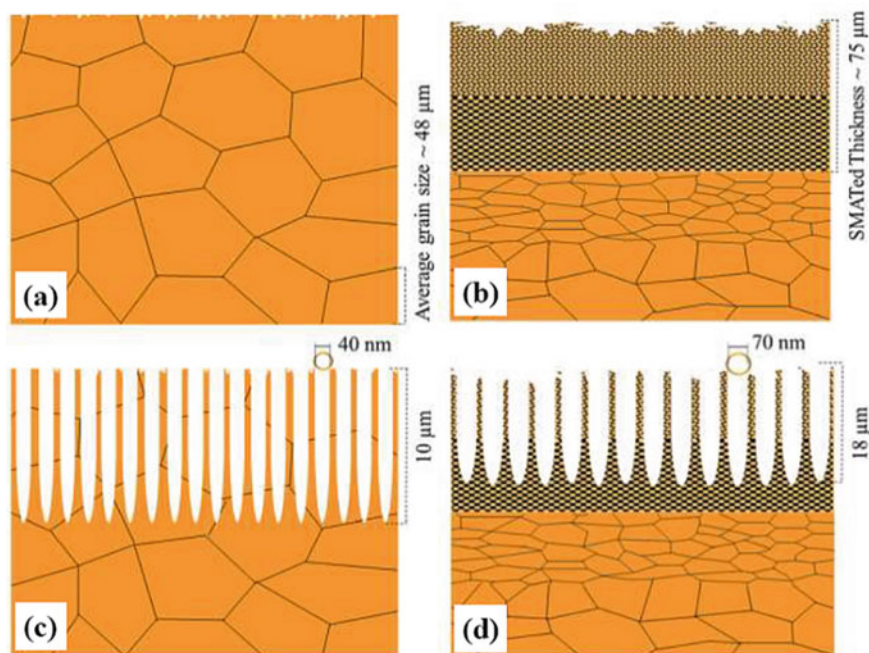 (a)
Average grain size ~ 48 μm
(b)
SMATed Thickness ~ 75 μm
(c)
40 nm
10 μm
(d)
70 nm
18 μm